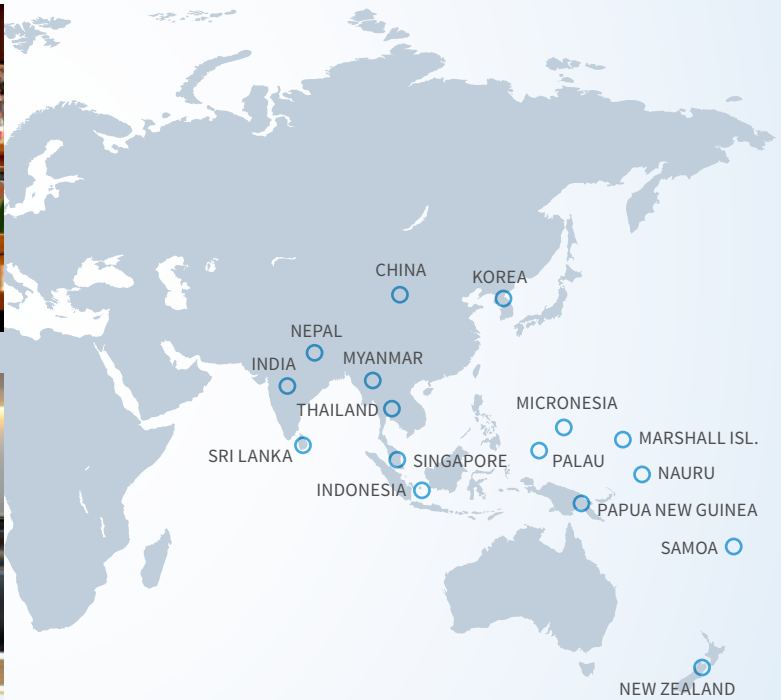 CHINA
KOREA
NEPAL
INDIA
MYANMAR
THAILAND
MICRONESIA
MARSHALL ISL.
SRI LANKA
SINGAPORE
PALAU
NAURU
INDONESIA
PAPUA NEW GUINEA
SAMOA
NEW ZEALAND